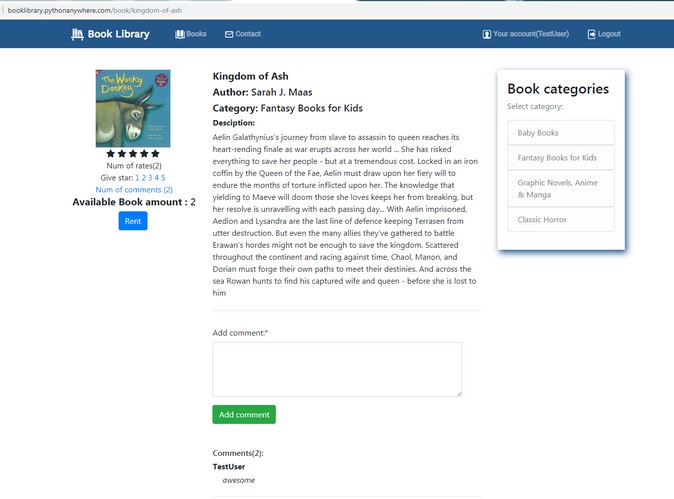 booklibrary.pythonanywhere.com/book/kingdom-of-ash
Book Library
Books
Contact
Your account(TestUser)
Logout
The Wonky
Donkey
Num of rates(2)
Give star: 1 2 3 4 5
Num of comments (2)
Available Book amount : 2
Rent
Kingdom of Ash
Author: Sarah J. Maas
Category: Fantasy Books for Kids
Desciption:
Aelin Galathynius's journey from slave to assassin to queen reaches its
heart-rending finale as war erupts across her world ... She has risked
everything to save her people - but at a tremendous cost. Locked in an iron
coffin by the Queen of the Fae, Aelin must draw upon her fiery will to
endure the months of torture inflicted upon her. The knowledge that
yielding to Maeve will doom those she loves keeps her from breaking, but
her resolve is unravelling with each passing day... With Aelin imprisoned,
Aedion and Lysandra are the last line of defence keeping Terrasen from
utter destruction. But even the many allies they've gathered to battle
Erawan's hordes might not be enough to save the kingdom. Scattered
throughout the continent and racing against time, Chaol, Manon, and
Dorian must forge their own paths to meet their destinies. And across the
sea Rowan hunts to find his captured wife and queen - before she is lost to
him
Add comment:*
Add comment
Comments(2):
TestUser
awesome
Book categories
Select category:
Baby Books
Fantasy Books for Kids
Graphic Novels, Anime
& Manga
Classic Horror